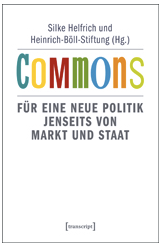 Silke Helfrich und
Heinrich-Böll-Stiftung (Hg.)
COMMONS
FÜR EINE NEUE POLITIK
JENSEITS VON
MARKT UND STAAT
[transcript]